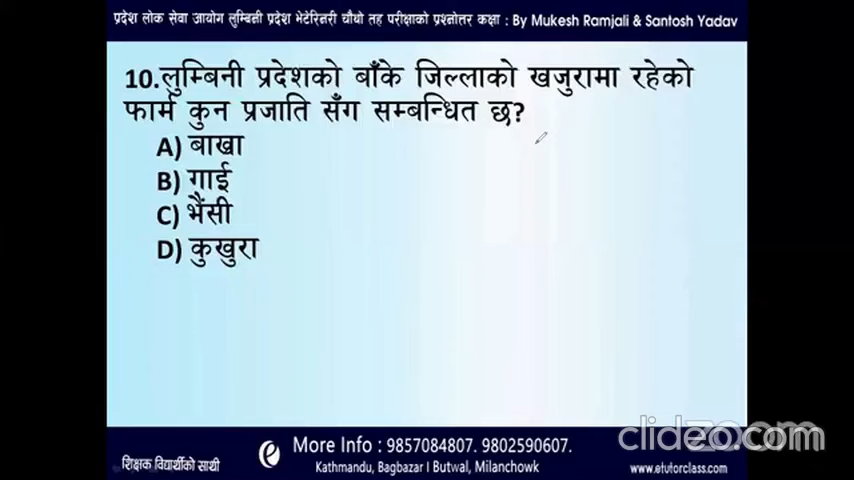 प्रदेश लोक सेवा आयोग लुम्बिनी प्रदेश भेटेरिनरी चौथो तह परीक्षाको प्रश्नोतर कक्षा : By Mukesh Ramjali & Santosh Yadav
10.लुम्बिनी प्रदेशको बाँके जिल्लाको खजुरामा रहेको
फार्म कुन प्रजाति सँग सम्बन्धित छ?
A) बाखा
B) गाई
C) भैंसी
D) कुखुरा
clideo.com
शिक्षक विद्यार्थीको साथी
More Info : 9857084807. 9802590607.
Kathmandu, Bagbazar I Butwal, Milanchowk
www.etutorclass.com